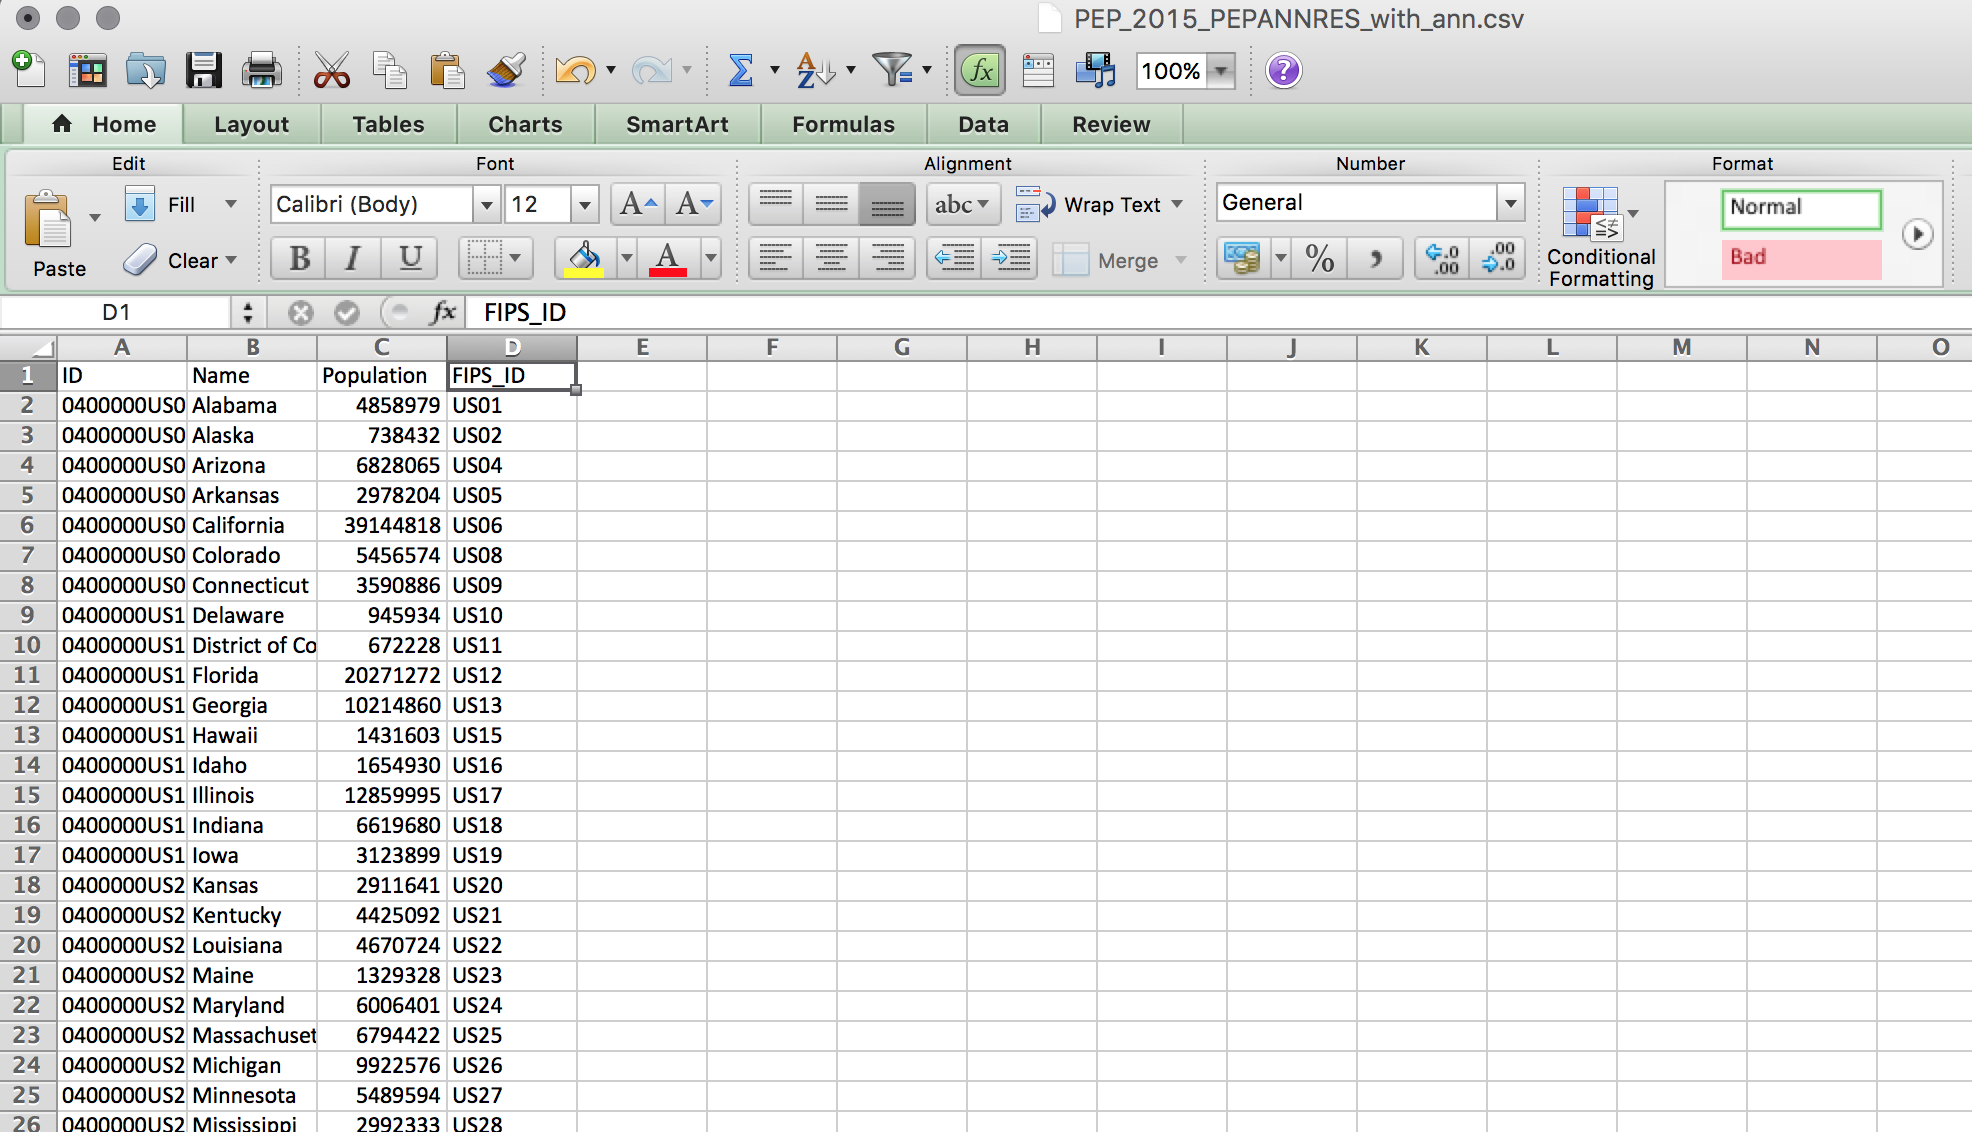 PEP_2015_PEPANNRES_with_ann.csv
100%
Home Layout Tables Charts SmartArt Formulas Data Review
Edit Font Alignment Number Format
Fill Calibri (Body) 12 A A abc Wrap Text General Normal
Paste Clear B I U A Merge % , .0 .00 .00 .0 Conditional Formatting Bad
D1 fx FIPS_ID
A B C D E F G H I J K L M N O
1 ID Name Population FIPS_ID
2 0400000US0 Alabama 4858979 US01
3 0400000US0 Alaska 738432 US02
4 0400000US0 Arizona 6828065 US04
5 0400000US0 Arkansas 2978204 US05
6 0400000US0 California 39144818 US06
7 0400000US0 Colorado 5456574 US08
8 0400000US0 Connecticut 3590886 US09
9 0400000US1 Delaware 945934 US10
10 0400000US1 District of Co 672228 US11
11 0400000US1 Florida 20271272 US12
12 0400000US1 Georgia 10214860 US13
13 0400000US1 Hawaii 1431603 US15
14 0400000US1 Idaho 1654930 US16
15 0400000US1 Illinois 12859995 US17
16 0400000US1 Indiana 6619680 US18
17 0400000US1 Iowa 3123899 US19
18 0400000US2 Kansas 2911641 US20
19 0400000US2 Kentucky 4425092 US21
20 0400000US2 Louisiana 4670724 US22
21 0400000US2 Maine 1329328 US23
22 0400000US2 Maryland 6006401 US24
23 0400000US2 Massachuset 6794422 US25
24 0400000US2 Michigan 9922576 US26
25 0400000US2 Minnesota 5489594 US27
26 0400000US2 Mississippi 2992333 US28